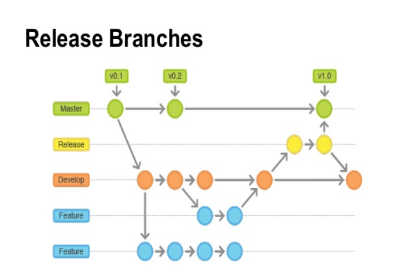 Release Branches
v0.1
v0.2
v1.0
Master
Release
Develop
Feature
Feature